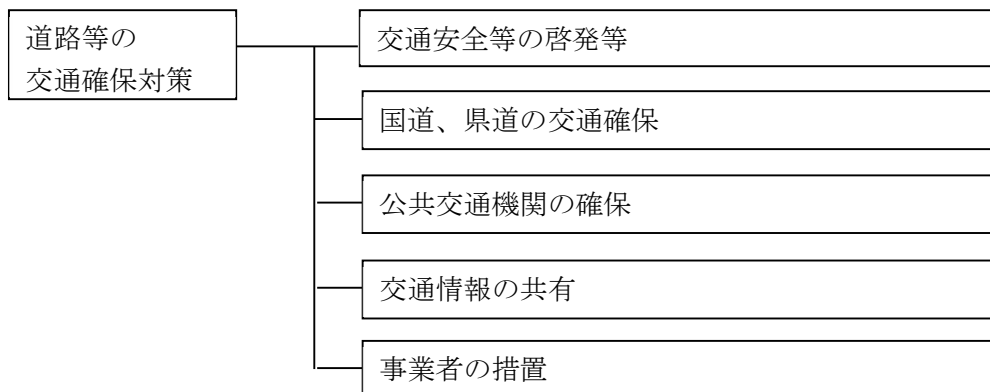 道路等の
交通確保対策
交通安全等の啓発等
国道、県道の交通確保
公共交通機関の確保
交通情報の共有
事業者の措置